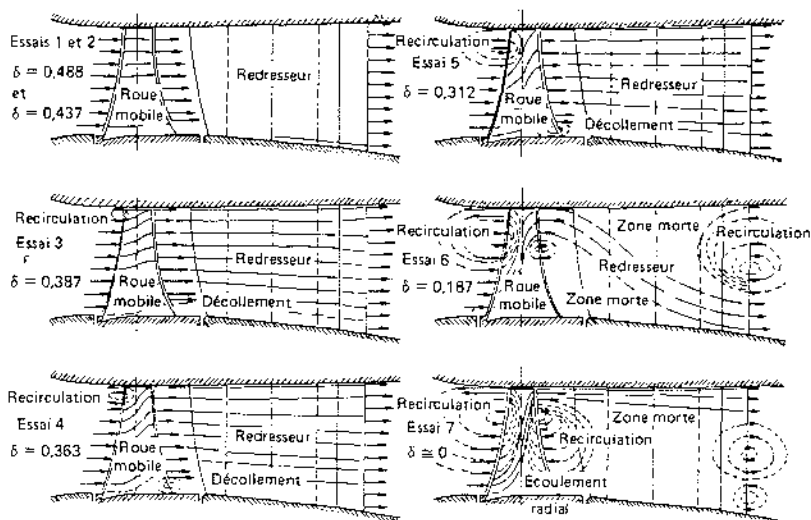 Essais 1 et 2
δ = 0,488
et
δ = 0,437
Roue
mobile
Redresseur
Recirculation
Essai 3
δ = 0,387
Roue
mobile
Redresseur
Décollement
Recirculation
Essai 4
δ = 0,363
Roue
mobile
Redresseur
Décollement
Recirculation
Essai 5
δ = 0,312
Roue
mobile
Redresseur
Décollement
Recirculation
Essai 6
δ = 0,187
Roue
mobile
Zone morte
Recirculation
Redresseur
Zone morte
Recirculation
Essai 7
δ ≅ 0
Zone morte
Recirculation
Ecoulement
radial